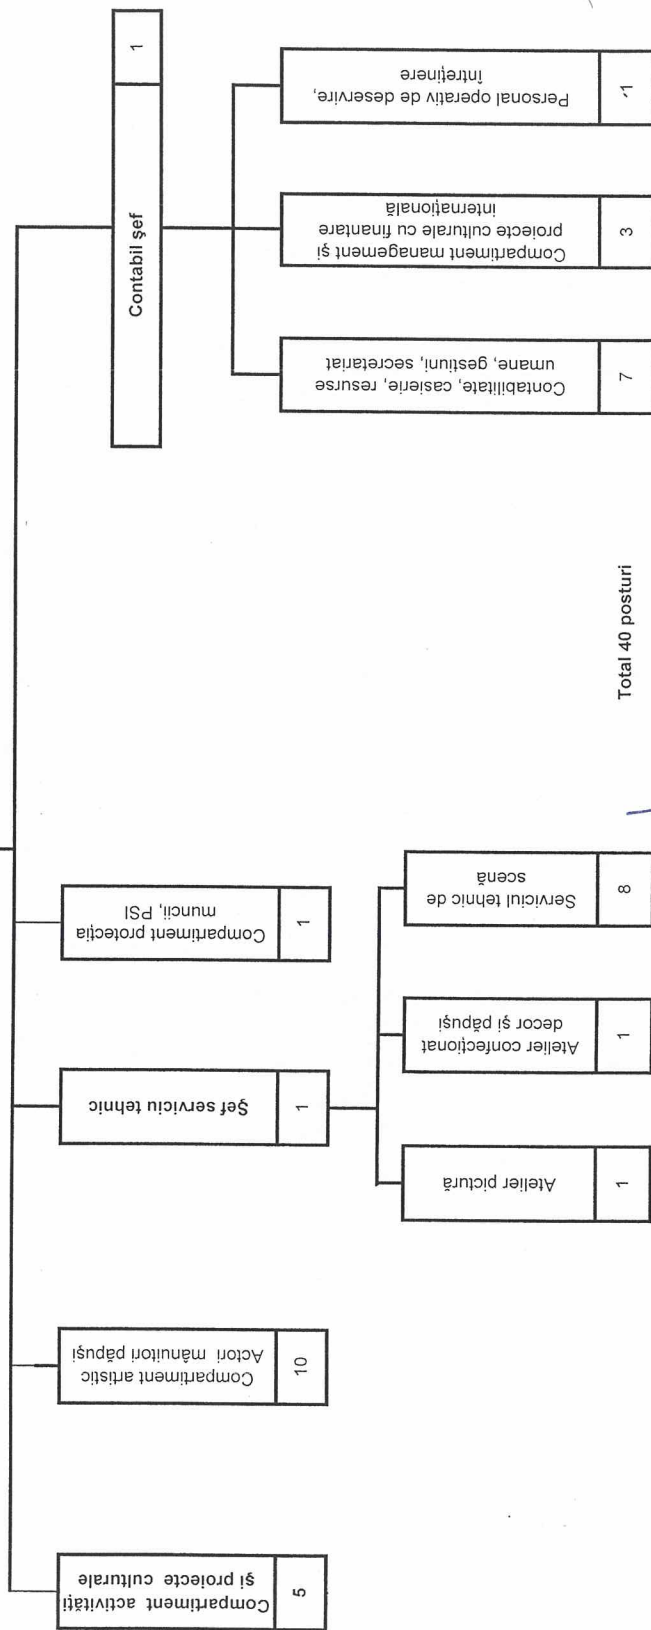 Compartiment activităţi
şi proiecte culturale
5
Compartiment artistic
Actori mânuitori păpuşi
10
Şef serviciu tehnic
1
Compartiment protecţia
muncii, PSI
1
Contabil şef
1
Atelier pictură
1
Atelier confecţionat
decor şi păpuşi
1
Serviciul tehnic de
scenă
8
Contabilitate, casierie, resurse
umane, gestiuni, secretariat
7
Compartiment management şi
proiecte culturale cu finantare
internaţională
3
Personal operativ de deservire,
întreţinere
1
Total 40 posturi